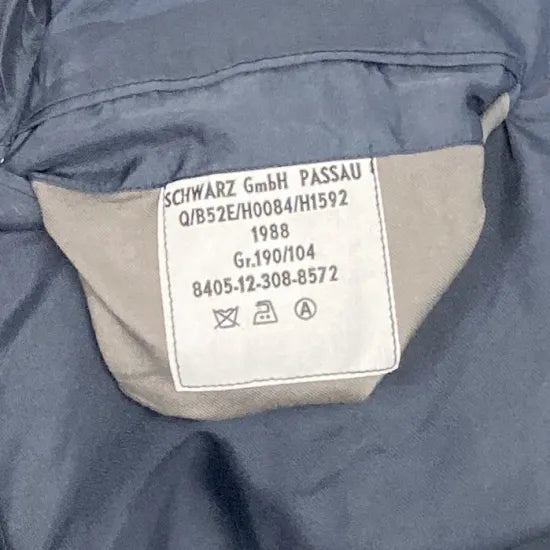 SCHWARZ GmbH PASSAU
Q/B52E/H0084/H1592
1988
Gr.190/104
8405-12-308-8572
A